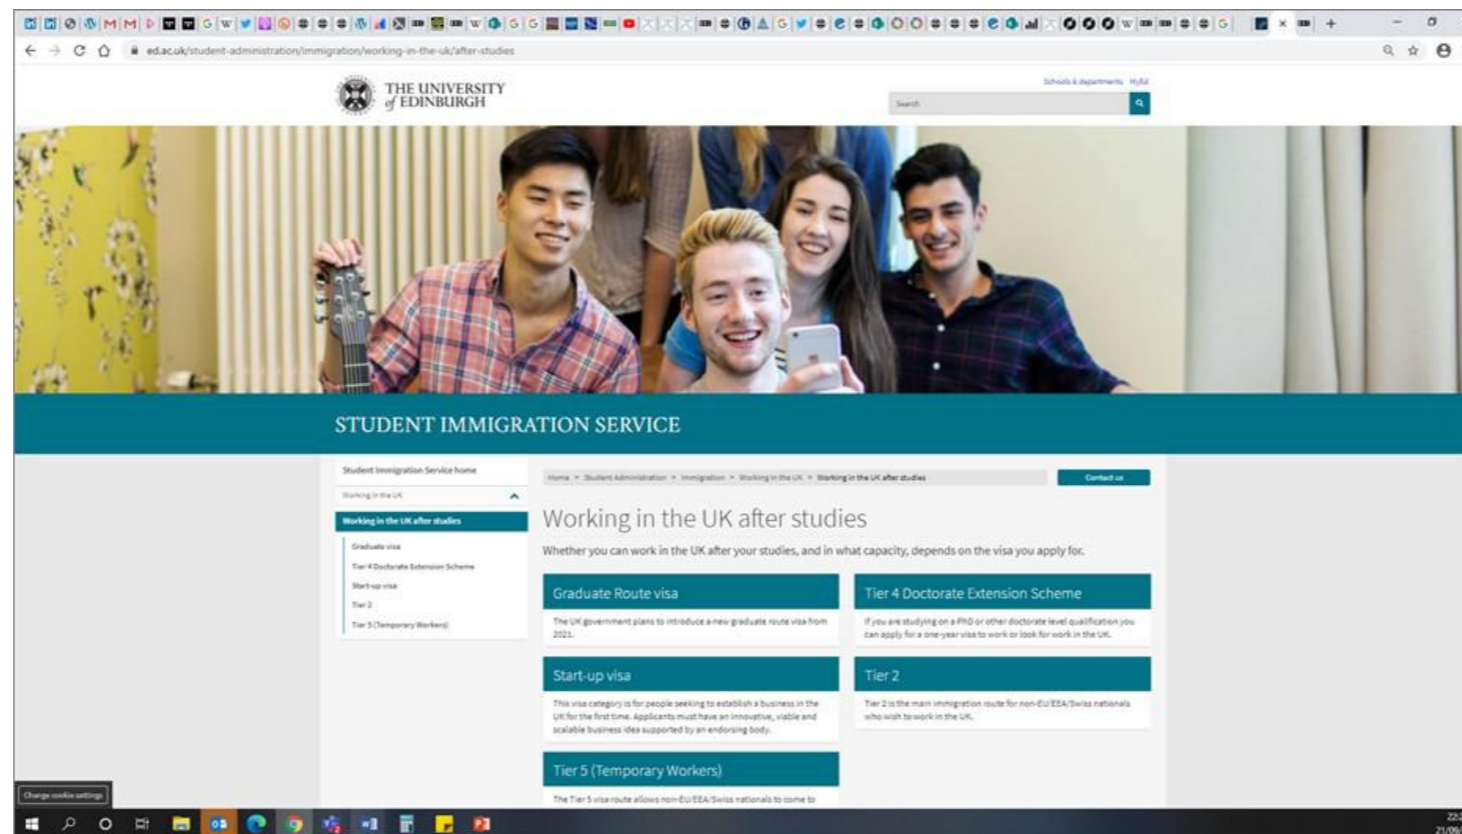 ed.ac.uk/student-administration/immigration/working-in-the-uk/after-studies
Schools & departments MyEd
THE UNIVERSITY
of EDINBURGH
Search
STUDENT IMMIGRATION SERVICE
Student Immigration Service home
Working in the UK
Working in the UK after studies
Graduate visa
Tier 4 Doctorate Extension Scheme
Start-up visa
Tier 2
Tier 5 (Temporary Workers)
Home > Student Administration > Immigration > Working in the UK > Working in the UK after studies
Contact us
Working in the UK after studies
Whether you can work in the UK after your studies, and in what capacity, depends on the visa you apply for.
Graduate Route visa
The UK government plans to introduce a new graduate route visa from
2021.
Tier 4 Doctorate Extension Scheme
If you are studying on a PhD or other doctorate level qualification you
can apply for a one-year visa to work or look for work in the UK.
Start-up visa
This visa category is for people seeking to establish a business in the
UK for the first time. Applicants must have an innovative, viable and
scalable business idea supported by an endorsing body.
Tier 2
Tier 2 is the main immigration route for non-EU/EEA/Swiss nationals
who wish to work in the UK.
Tier 5 (Temporary Workers)
The Tier 5 visa route allows non-EU/EEA/Swiss nationals to come to
Change cookie settings